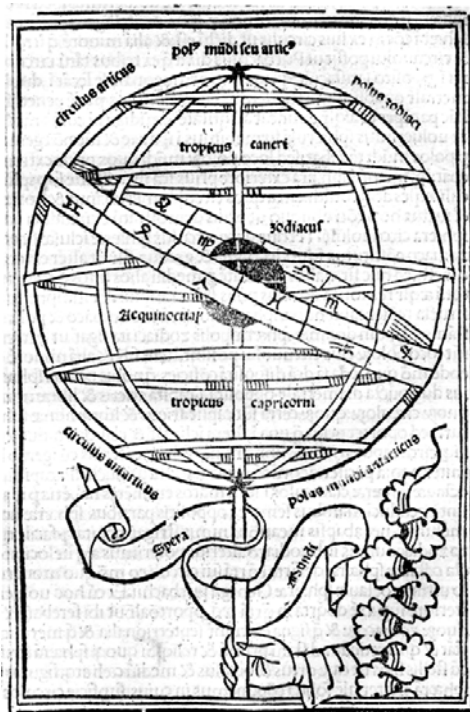 pol⁹ mūdi seu artic⁹
circulus articus
polus zodiaci
tropicus cancri
zodiacus
Aequinoctial'
tropicus capricorni
circulus antarticus
polus mundi antarticus
Spera
mundi